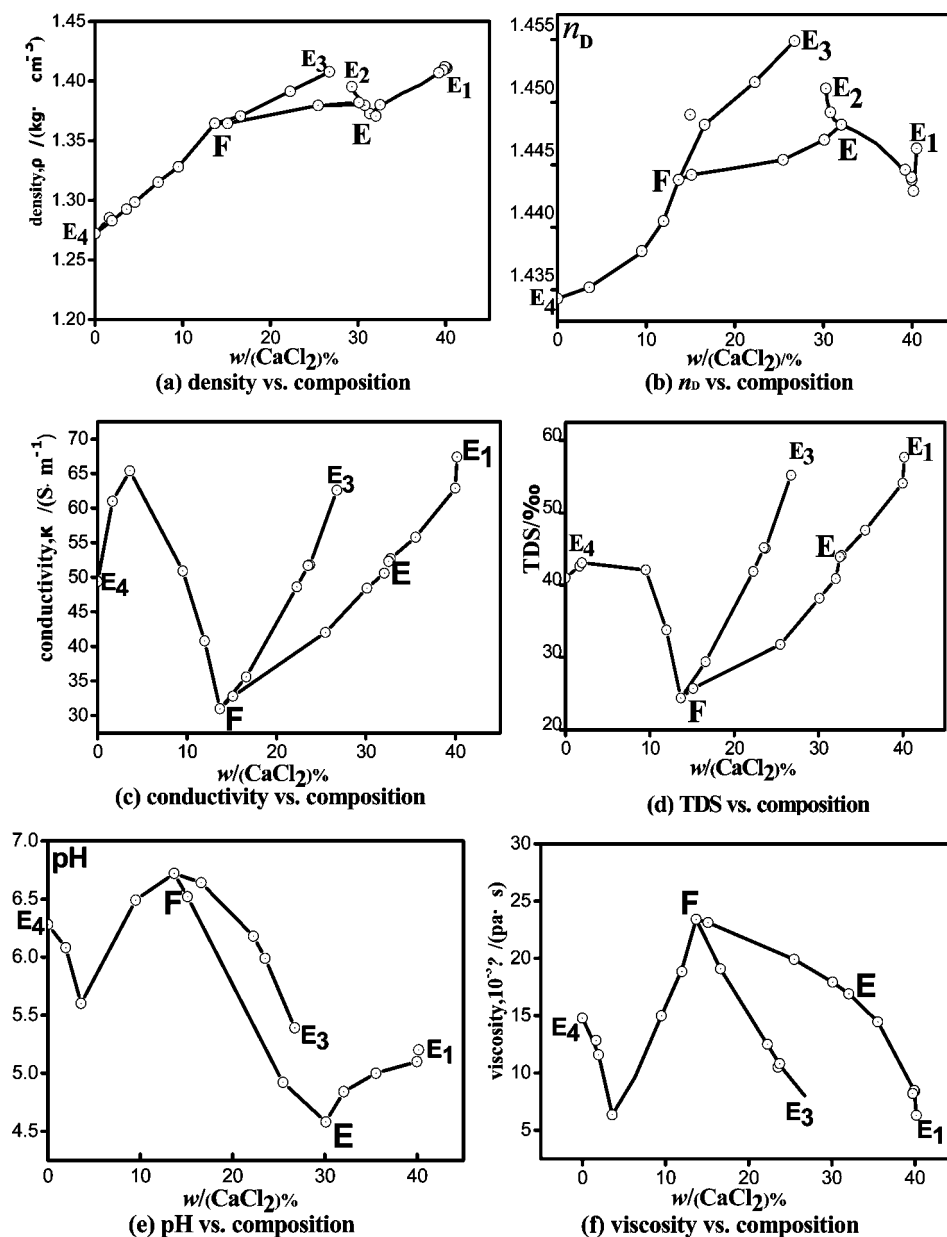 1.45
1.40
1.35
1.30
1.25
1.20
density,ρ /(kg· cm⁻³)
E3
E2
E1
E
F
E4
0 10 20 30 40
w/(CaCl2)%
(a) density vs. composition
1.455
1.450
1.445
1.440
1.435
nD
E3
E2
E1
E
F
E4
0 10 20 30 40
w/(CaCl2)/%
(b) nD vs. composition
70
65
60
55
50
45
40
35
30
conductivity,κ /(S· m⁻¹)
E1
E3
E
E4
F
0 10 20 30 40
w/(CaCl2)%
(c) conductivity vs. composition
60
50
40
30
20
TDS/‰
E1
E3
E
E4
F
0 10 20 30 40
w/(CaCl2)%
(d) TDS vs. composition
7.0
6.5
6.0
5.5
5.0
4.5
pH
F
E4
E3
E1
E
0 10 20 30 40
w/(CaCl2)%
(e) pH vs. composition
30
25
20
15
10
5
viscosity,10⁻³? /(pa· s)
F
E
E4
E3
E1
0 10 20 30 40
w/(CaCl2)%
(f) viscosity vs. composition